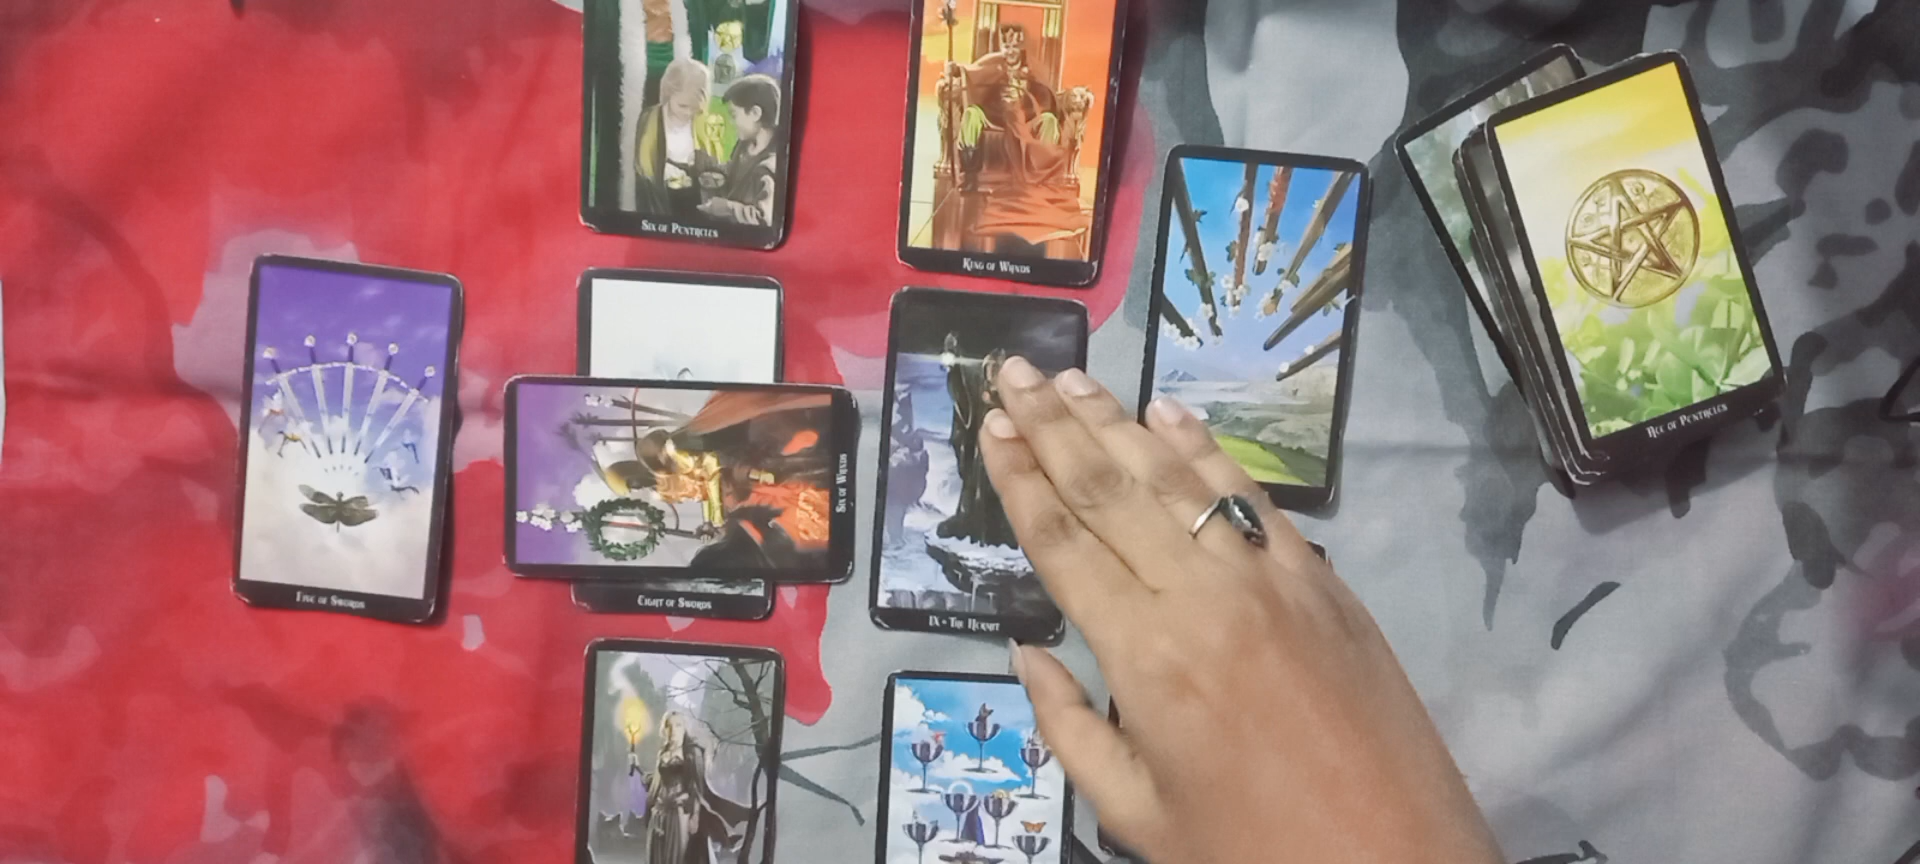 Six of Pentacles
King of Wands
Ace of Pentacles
Six of Wands
Five of Swords
Eight of Swords
IX • The Hermit